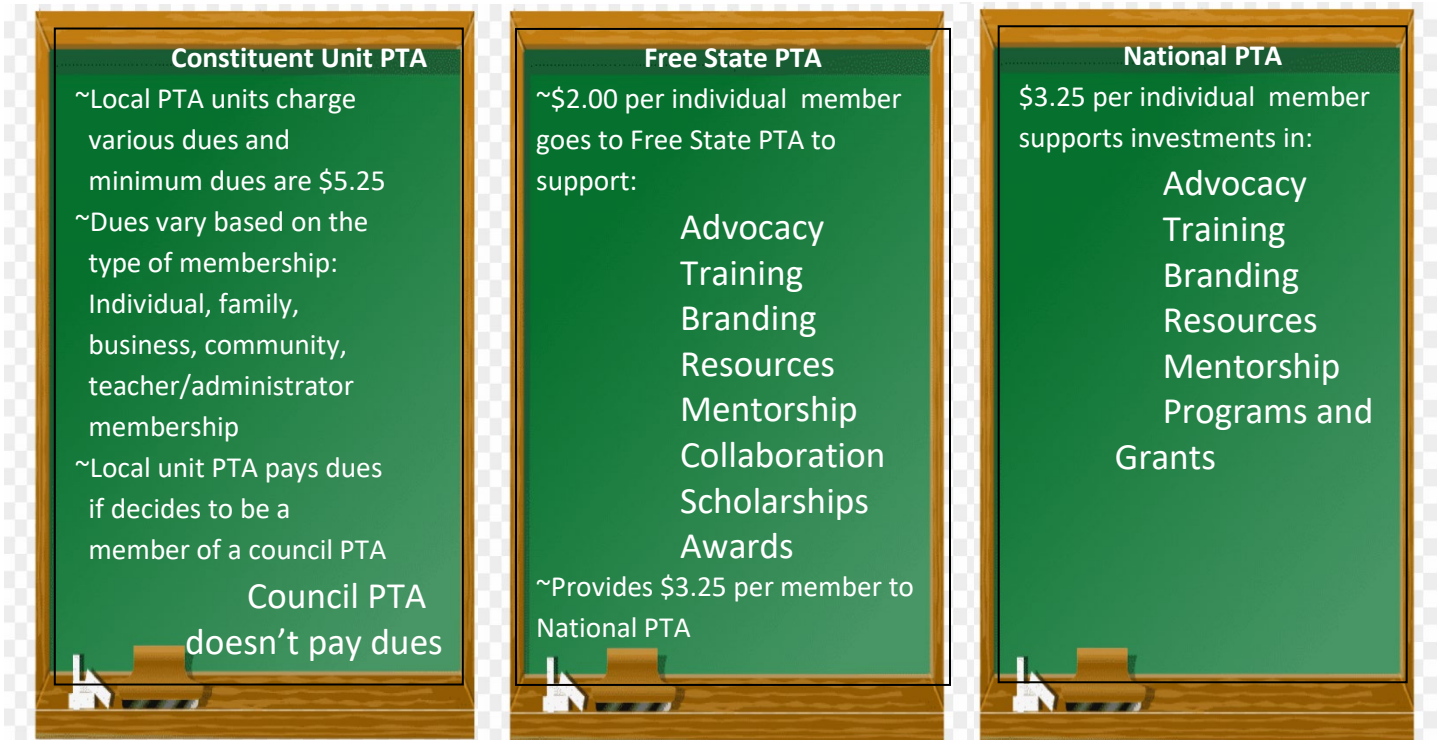 Constituent Unit PTA
~Local PTA units charge
various dues and
minimum dues are $5.25
~Dues vary based on the
type of membership:
Individual, family,
business, community,
teacher/administrator
membership
~Local unit PTA pays dues
if decides to be a
member of a council PTA
Council PTA
doesn’t pay dues
Free State PTA
~$2.00 per individual member
goes to Free State PTA to
support:
Advocacy
Training
Branding
Resources
Mentorship
Collaboration
Scholarships
Awards
~Provides $3.25 per member to
National PTA
National PTA
$3.25 per individual member
supports investments in:
Advocacy
Training
Branding
Resources
Mentorship
Programs and
Grants